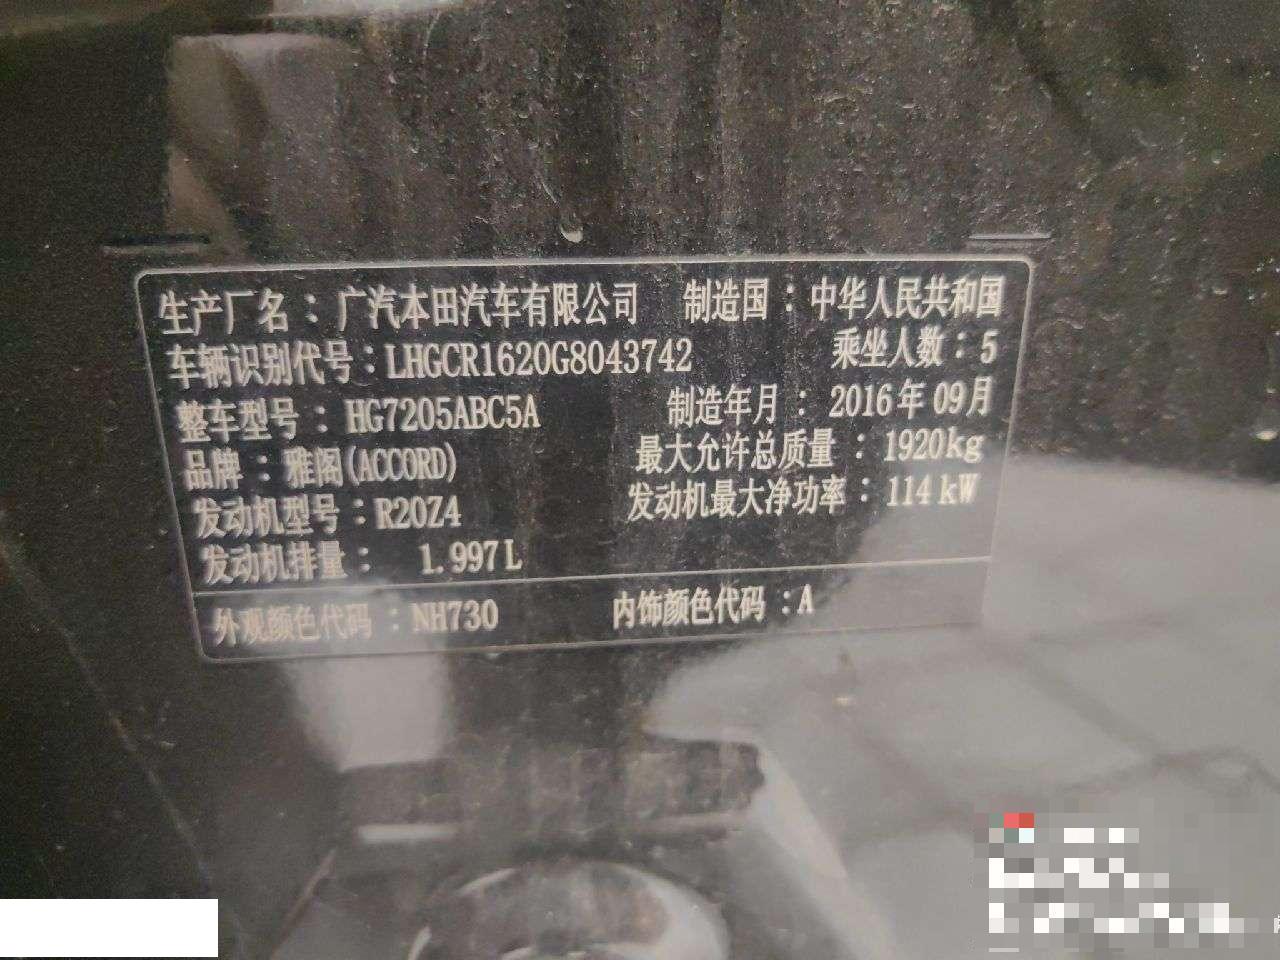 生产厂名：广汽本田汽车有限公司 制造国：中华人民共和国
车辆识别代号：LHGCR1620G8043742 乘坐人数：5
整车型号：HG7205ABC5A 制造年月：2016年09月
品牌：雅阁(ACCORD) 最大允许总质量：1920kg
发动机型号：R20Z4 发动机最大净功率：114kW
发动机排量：1.997L
外观颜色代码：NH730 内饰颜色代码：A